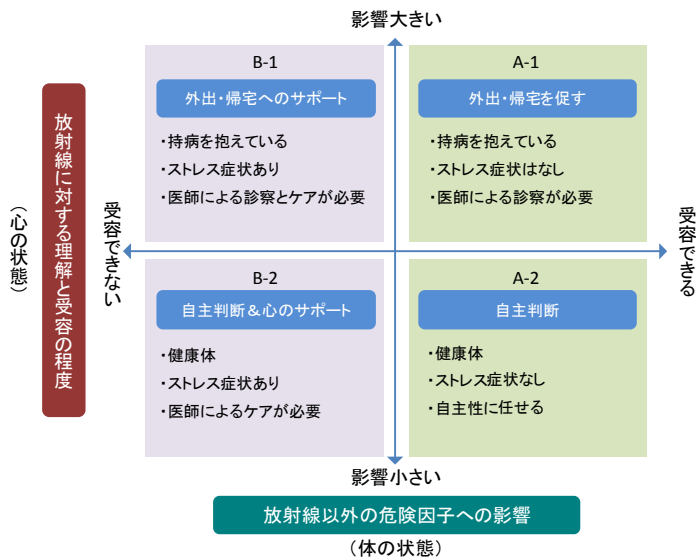 影響大きい
B-1
外出・帰宅へのサポート
・持病を抱えている
・ストレス症状あり
・医師による診察とケアが必要
A-1
外出・帰宅を促す
・持病を抱えている
・ストレス症状はなし
・医師による診察が必要
放射線に対する理解と受容の程度
(心の状態)
受容できない
受容できる
B-2
自主判断&心のサポート
・健康体
・ストレス症状あり
・医師によるケアが必要
A-2
自主判断
・健康体
・ストレス症状なし
・自主性に任せる
影響小さい
放射線以外の危険因子への影響
(体の状態)